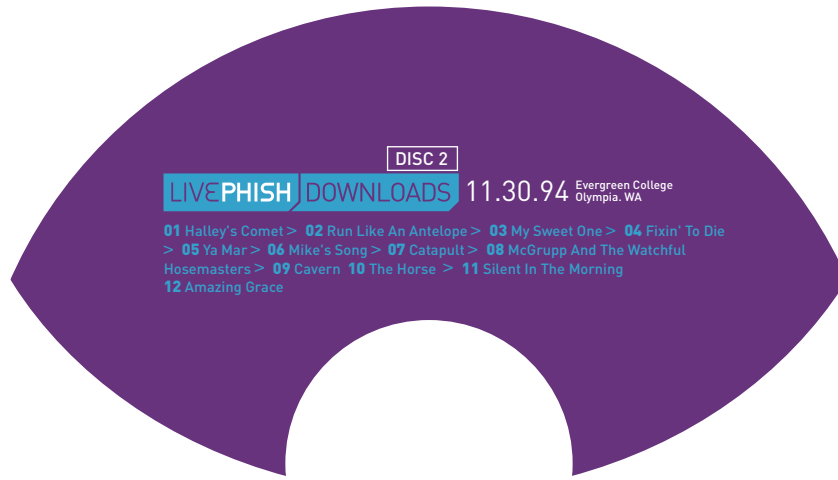 DISC 2
LIVEPHISH DOWNLOADS 11.30.94 Evergreen College
Olympia. WA
01 Halley's Comet > 02 Run Like An Antelope > 03 My Sweet One > 04 Fixin' To Die
> 05 Ya Mar > 06 Mike's Song > 07 Catapult > 08 McGrupp And The Watchful
Hosemasters > 09 Cavern 10 The Horse > 11 Silent In The Morning
12 Amazing Grace